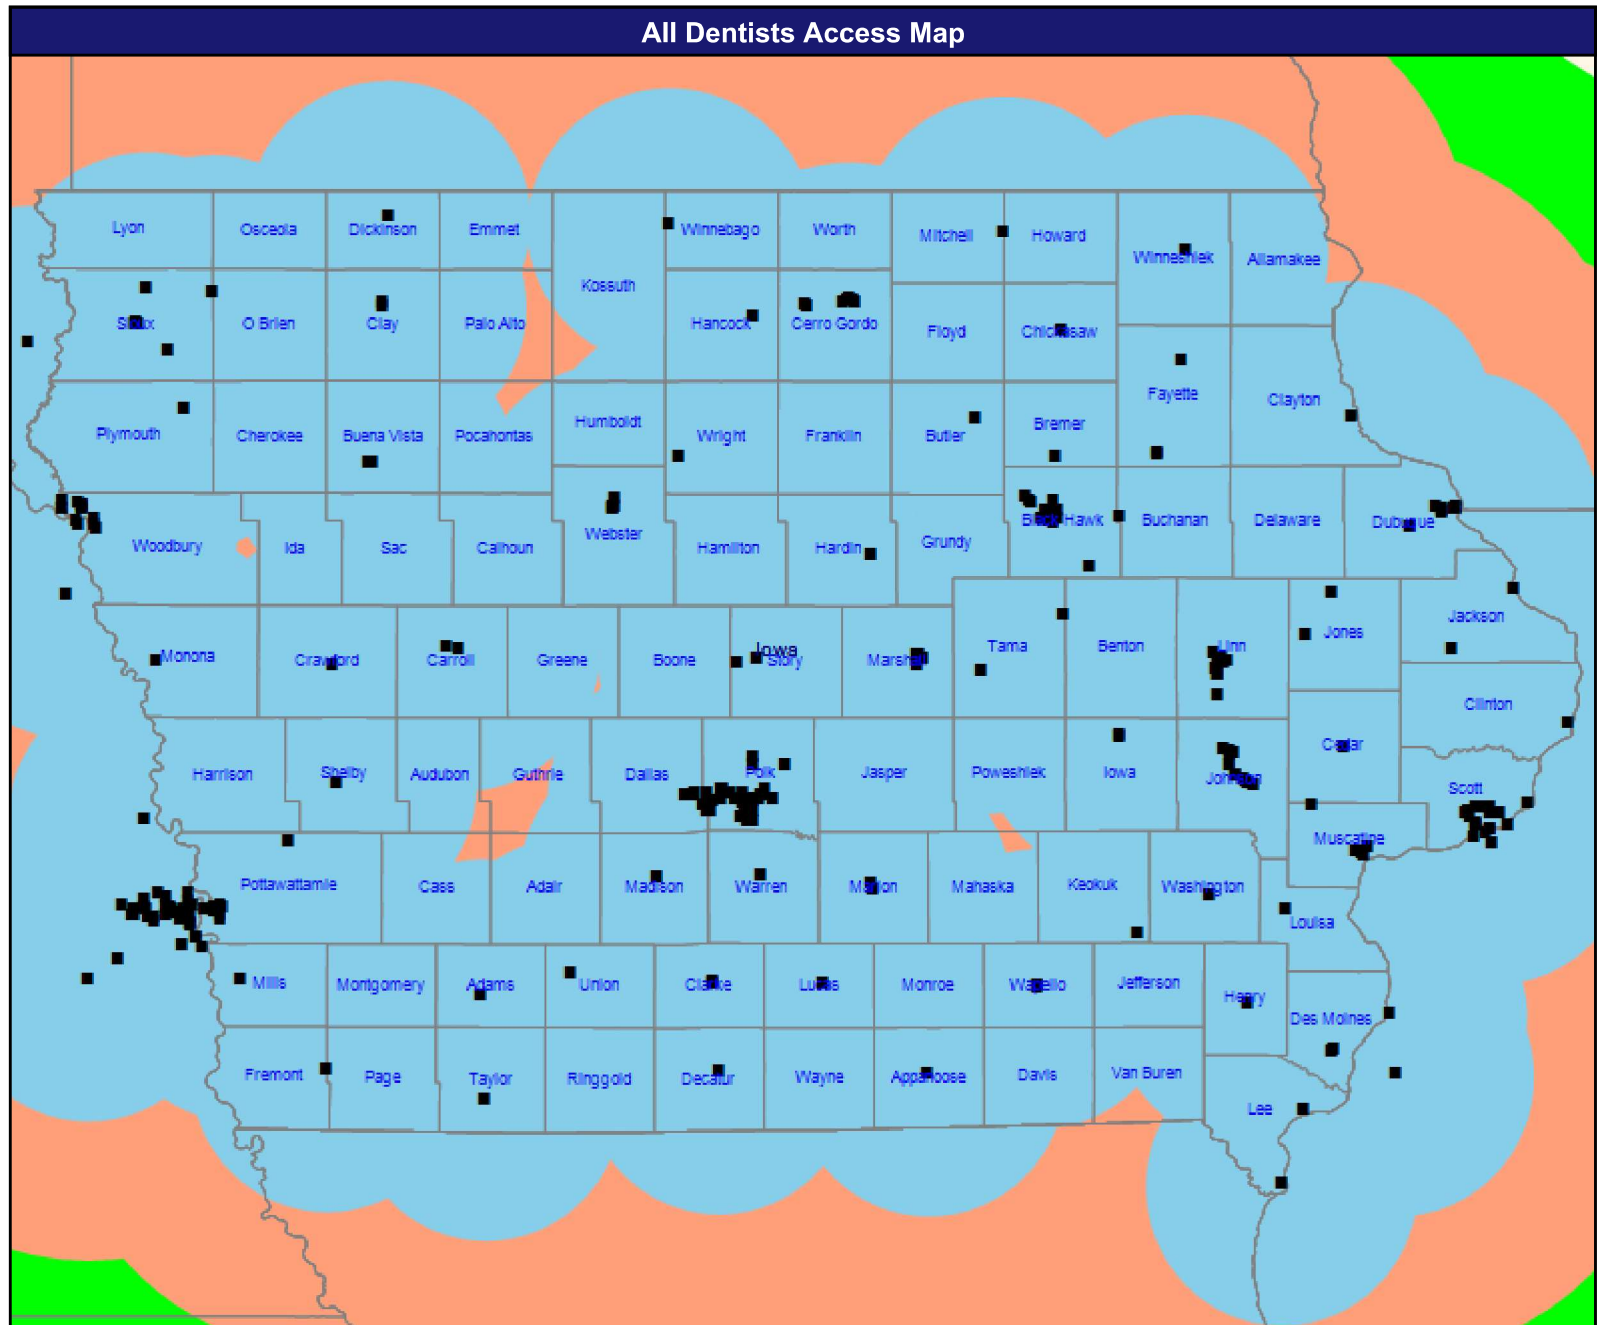 All Dentists Access Map
Lyon
Osceola
Dickinson
Emmet
Kossuth
Winnebago
Worth
Mitchell
Howard
Winneshiek
Allamakee
Sioux
O Brien
Clay
Palo Alto
Hancock
Cerro Gordo
Floyd
Chickasaw
Fayette
Clayton
Plymouth
Cherokee
Buena Vista
Pocahontas
Humboldt
Wright
Franklin
Butler
Bremer
Woodbury
Ida
Sac
Calhoun
Webster
Hamilton
Hardin
Grundy
Black Hawk
Buchanan
Delaware
Dubuque
Monona
Crawford
Carroll
Greene
Boone
Iowa
Story
Marshall
Tama
Benton
Linn
Jones
Jackson
Clinton
Harrison
Shelby
Audubon
Guthrie
Dallas
Polk
Jasper
Poweshiek
Iowa
Johnson
Cedar
Scott
Muscatine
Pottawattamie
Cass
Adair
Madison
Warren
Marion
Mahaska
Keokuk
Washington
Louisa
Mills
Montgomery
Adams
Union
Clarke
Lucas
Monroe
Wapello
Jefferson
Henry
Des Moines
Fremont
Page
Taylor
Ringgold
Decatur
Wayne
Appanoose
Davis
Van Buren
Lee